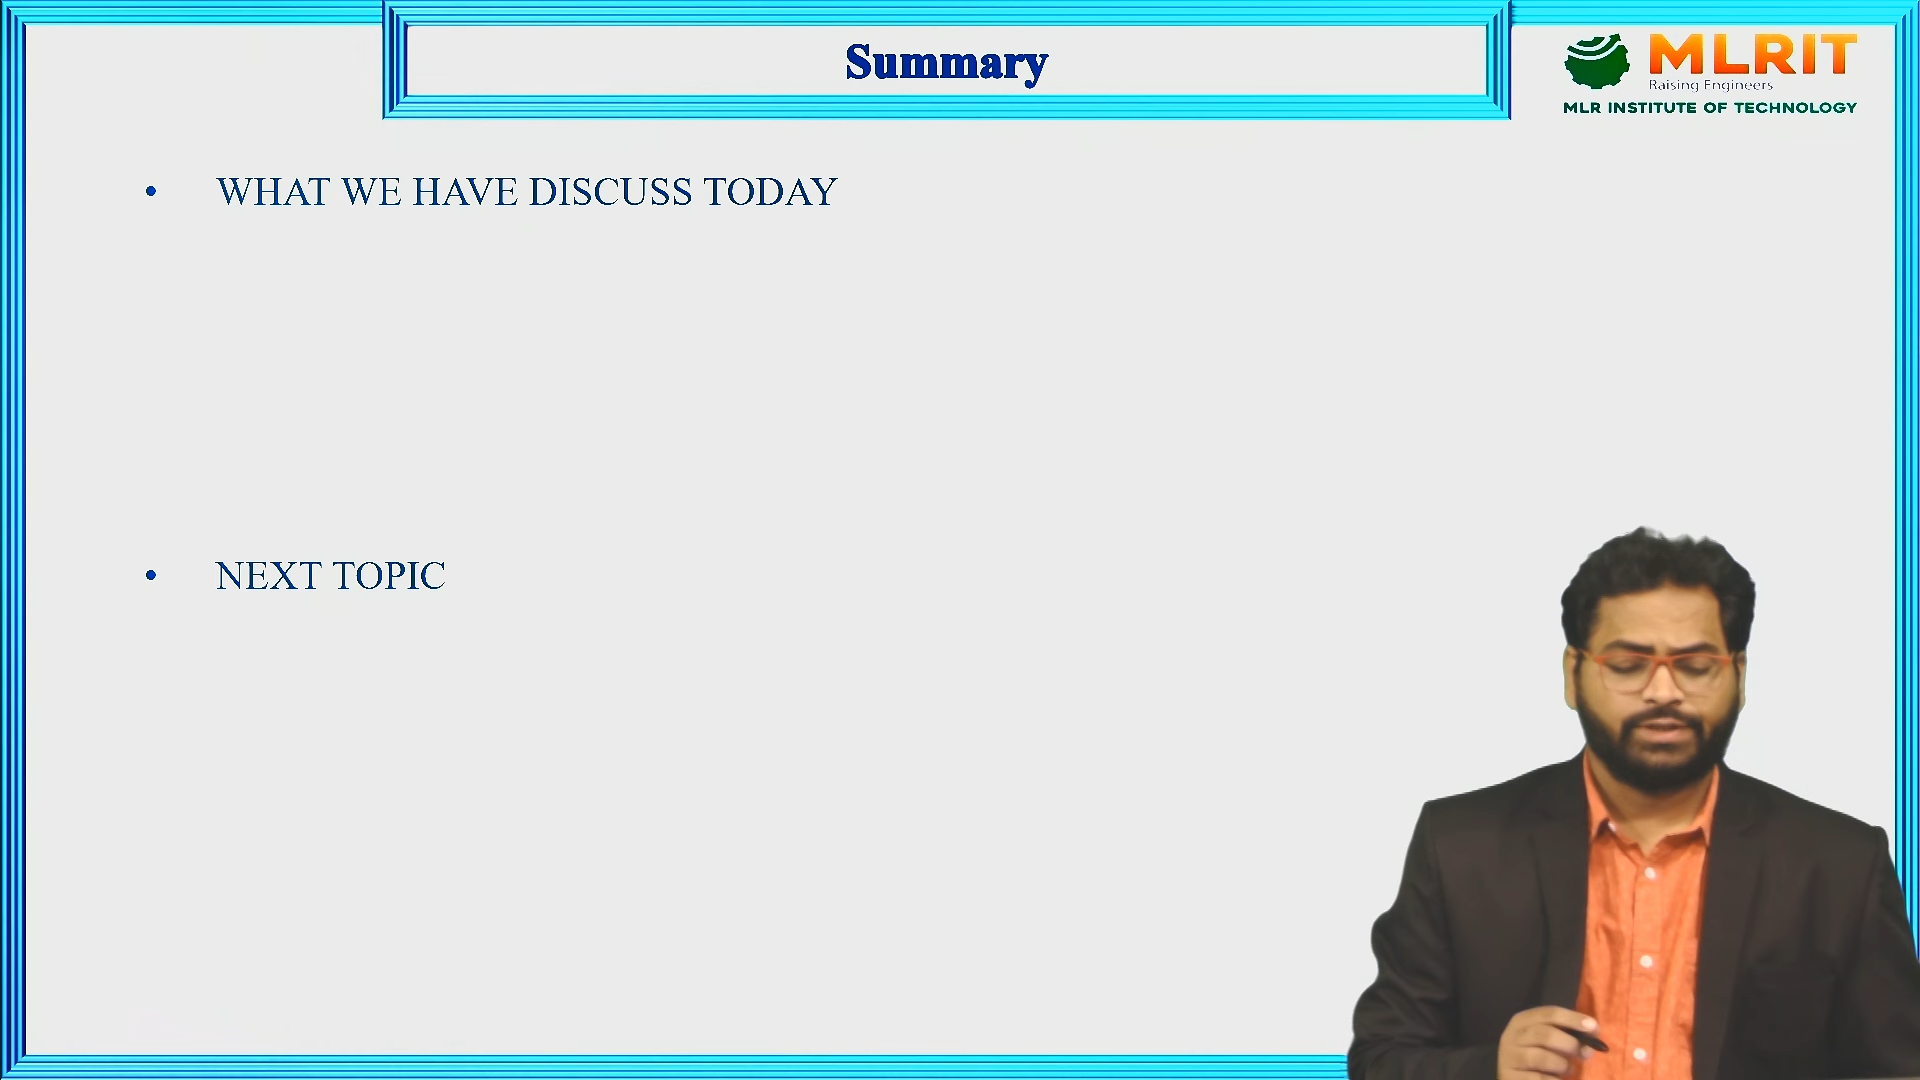 Summary
MLRIT
Raising Engineers
MLR INSTITUTE OF TECHNOLOGY
• WHAT WE HAVE DISCUSS TODAY
• NEXT TOPIC